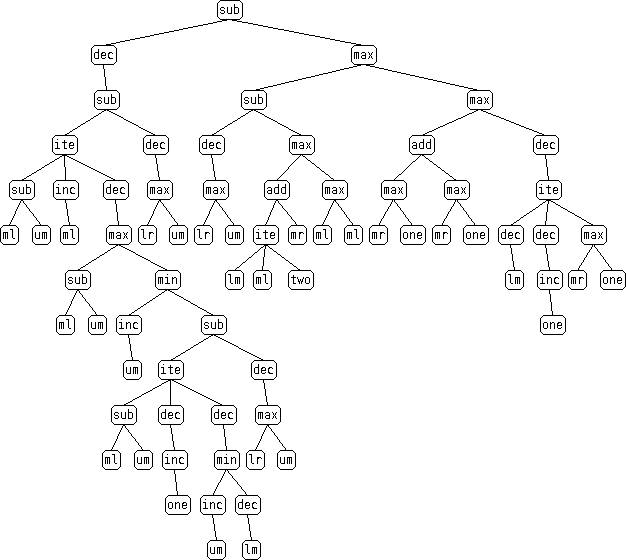 sub
dec max
sub sub max
ite dec dec max add dec
sub inc dec max max add max max max ite
ml um ml max lr um lr um ite mr ml ml mr one mr one dec dec max
sub min lm ml two lm inc mr one
ml um inc sub one
um ite dec
sub dec dec max
ml um inc min lr um
one inc dec
um lm